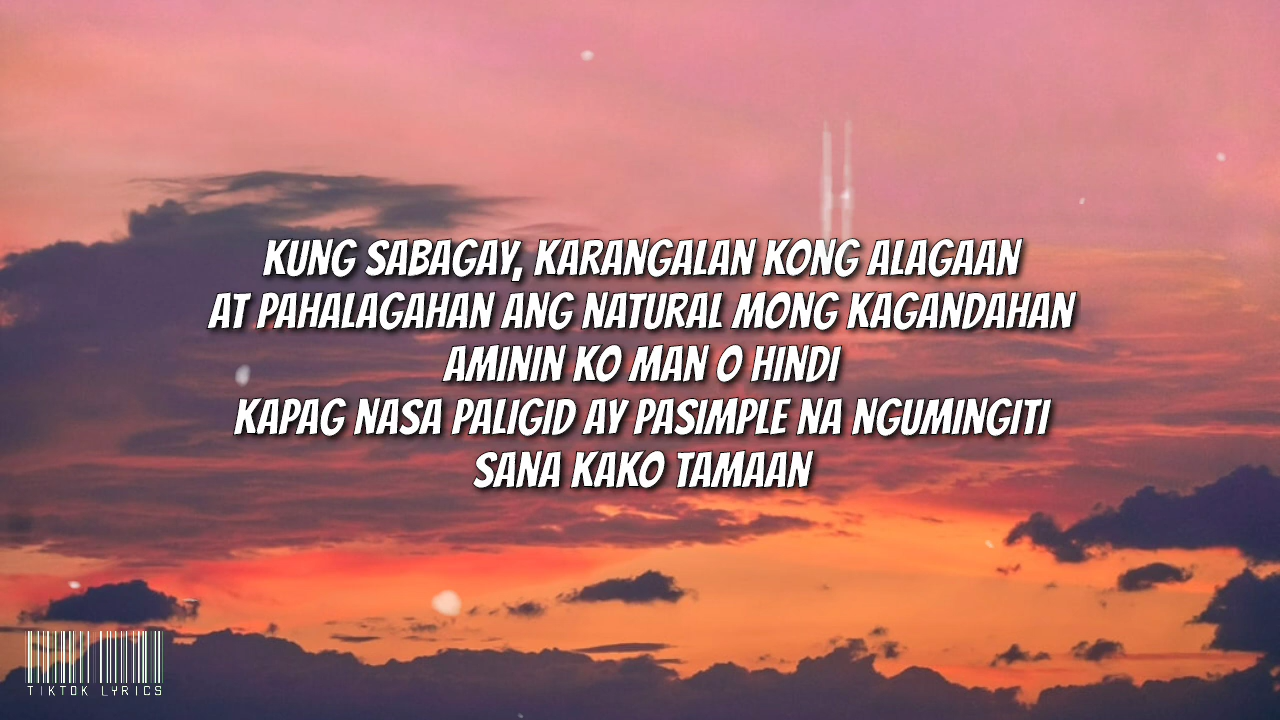 KUNG SABAGAY, KARANGALAN KONG ALAGAAN
AT PAHALAGAHAN ANG NATURAL MONG KAGANDAHAN
AMININ KO MAN O HINDI
KAPAG NASA PALIGID AY PASIMPLE NA NGUMINGITI
SANA KAKO TAMAAN
TIKTOK LYRICS